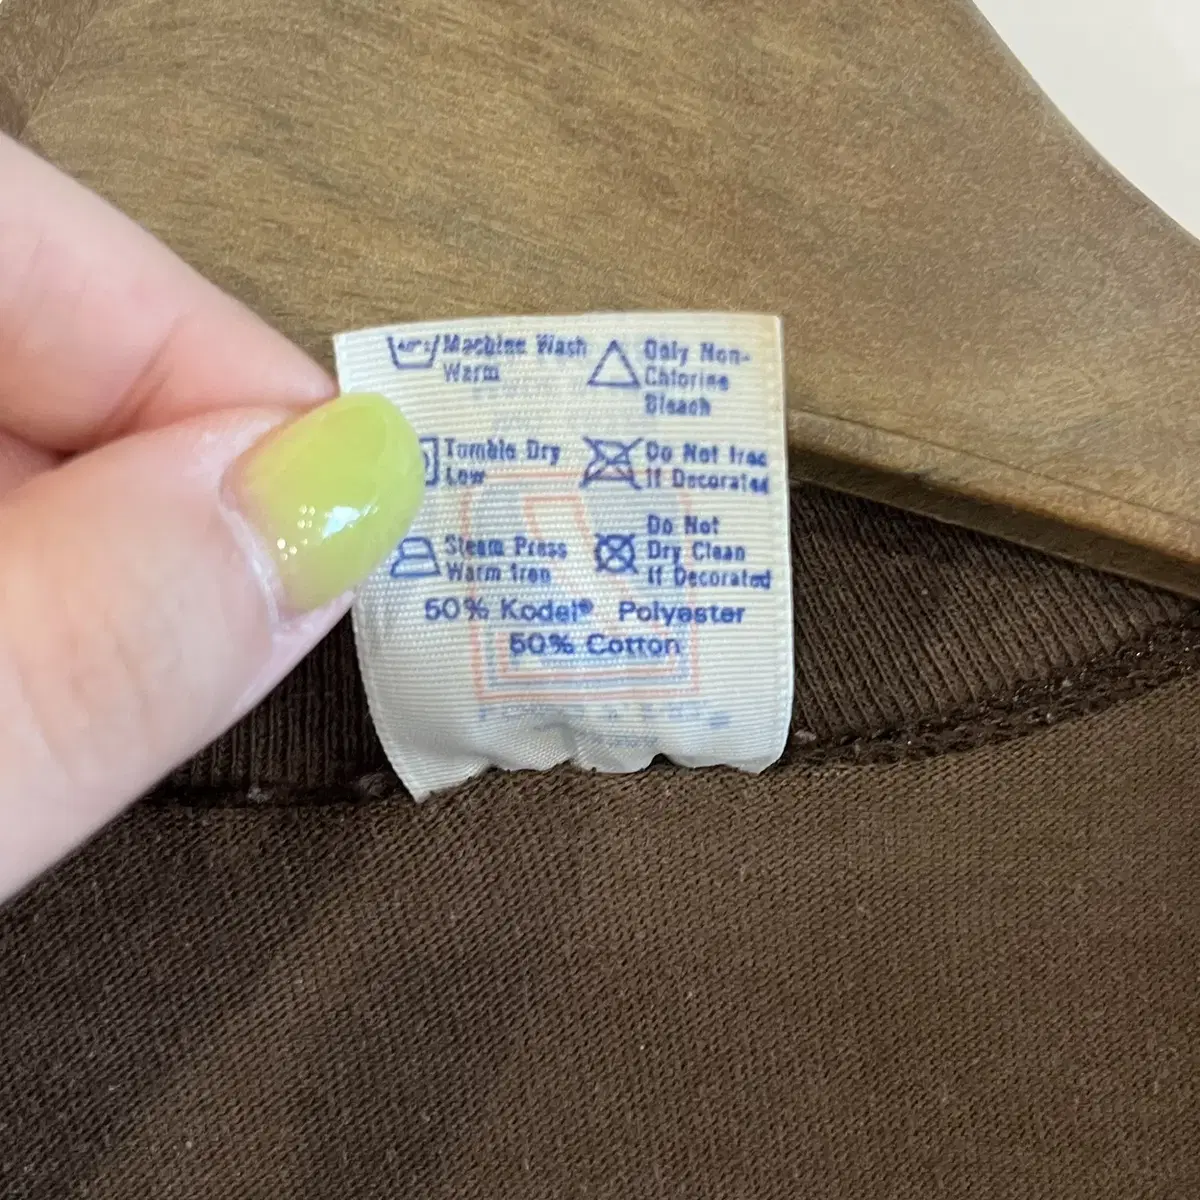 Machine Wash
Warm
Only Non-
Chlorine
Bleach
Tumble Dry
Low
Do Not Iron
If Decorated
Steam Press
Warm Iron
Do Not
Dry Clean
If Decorated
50% Kodel® Polyester
50% Cotton